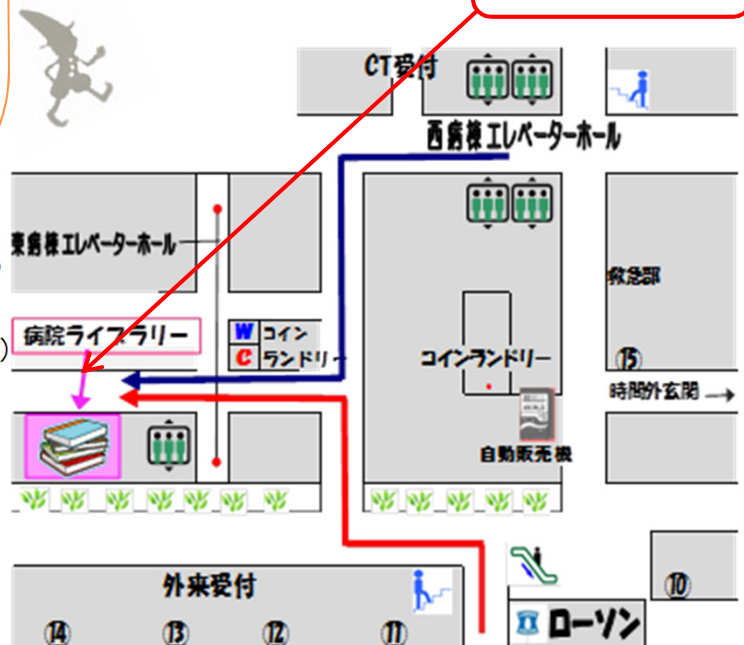 CT受付
西病棟エレベーターホール
東病棟エレベーターホール
救急部
病院ライブラリー
)
W コイン
C ランドリー
コインランドリー
⑮
時間外玄関
自動販売機
外来受付
⑩
ローソン
⑭ ⑬ ⑫ ⑪